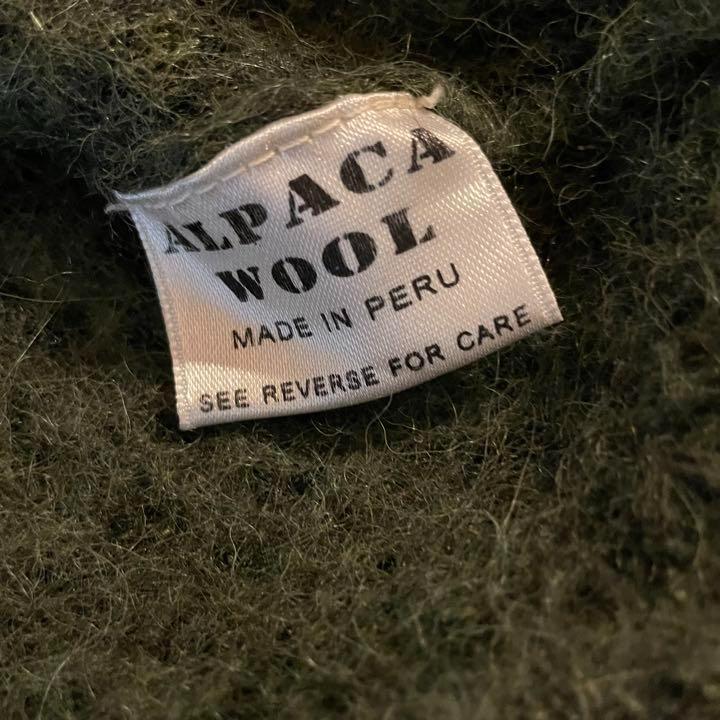 ALPACA
WOOL
MADE IN PERU
SEE REVERSE FOR CARE